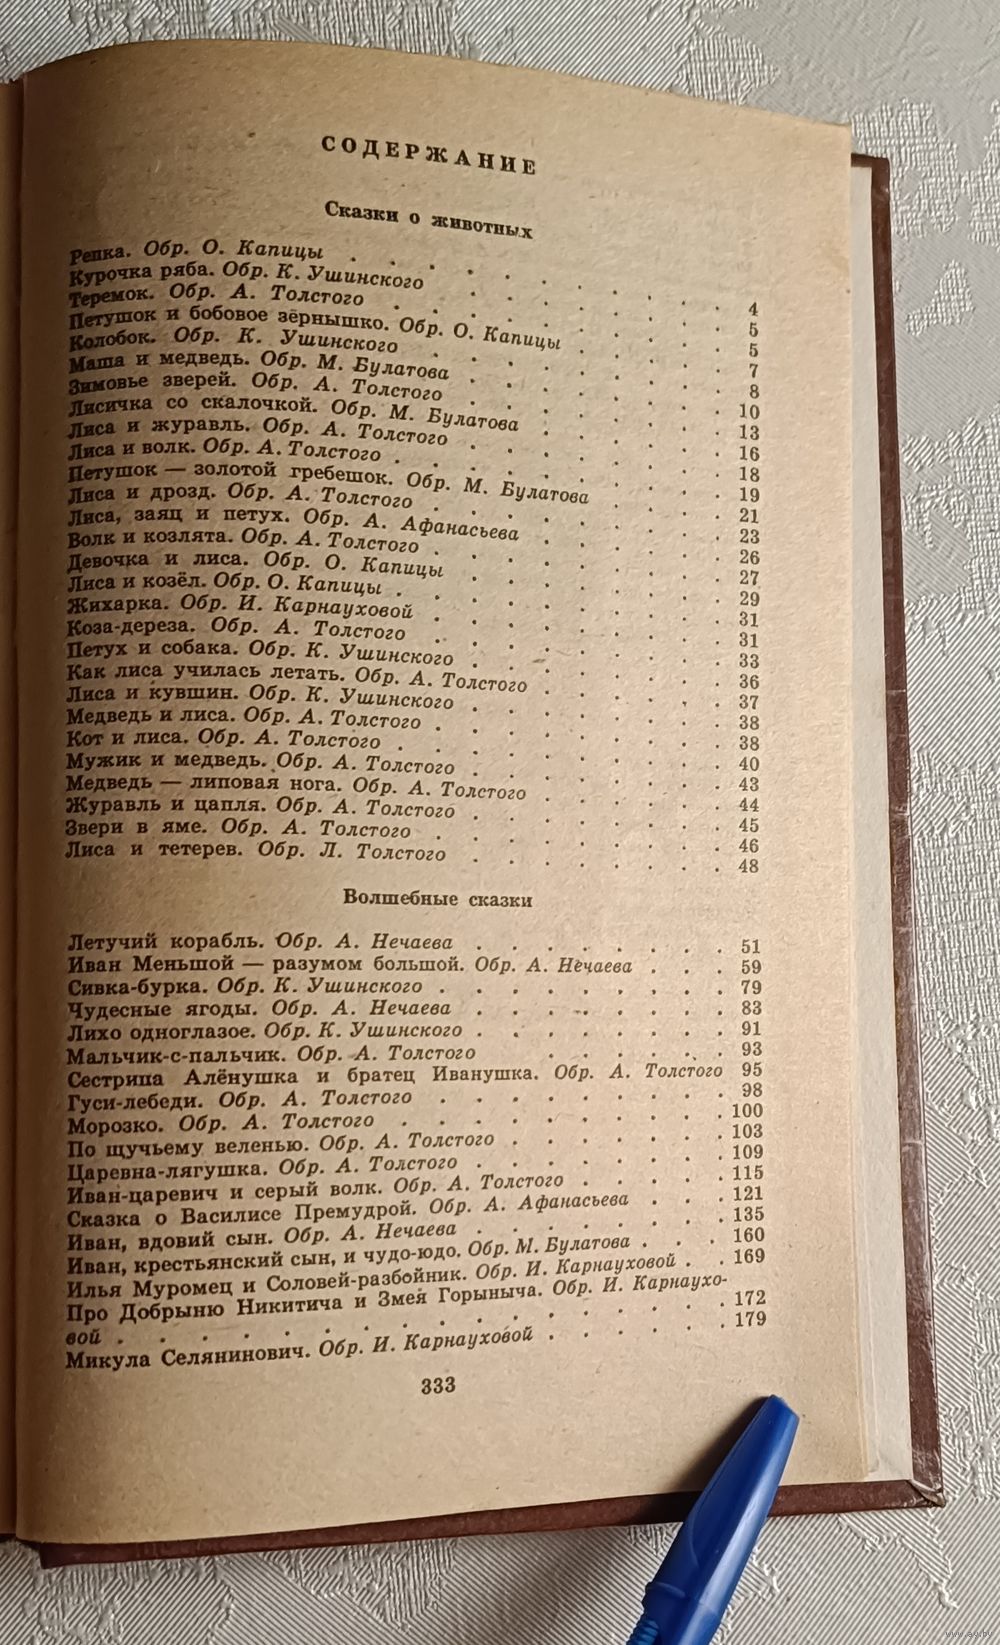 СОДЕРЖАНИЕ
Сказки о животных
Репка. Обр. О. Капицы . . . . . . . . 4
Курочка ряба. Обр. К. Ушинского . . . . . . 5
Теремок. Обр. А. Толстого . . . . . . . 5
Петушок и бобовое зёрнышко. Обр. О. Капицы . . . . 7
Колобок. Обр. К. Ушинского . . . . . . . 8
Маша и медведь. Обр. М. Булатова . . . . . . 10
Зимовье зверей. Обр. А. Толстого . . . . . . 13
Лисичка со скалочкой. Обр. М. Булатова . . . . . 16
Лиса и журавль. Обр. А. Толстого . . . . . . 18
Лиса и волк. Обр. А. Толстого . . . . . . . 19
Петушок — золотой гребешок. Обр. М. Булатова . . . . 21
Лиса и дрозд. Обр. А. Толстого . . . . . . . 23
Лиса, заяц и петух. Обр. А. Афанасьева . . . . . 26
Волк и козлята. Обр. А. Толстого . . . . . . . 27
Девочка и лиса. Обр. О. Капицы . . . . . . 29
Лиса и козёл. Обр. О. Капицы . . . . . . . 31
Жихарка. Обр. И. Карнауховой . . . . . . . 31
Коза-дереза. Обр. А. Толстого . . . . . . . 33
Петух и собака. Обр. К. Ушинского . . . . . . 36
Как лиса училась летать. Обр. А. Толстого . . . . . 37
Лиса и кувшин. Обр. К. Ушинского . . . . . . 38
Медведь и лиса. Обр. А. Толстого . . . . . . . 38
Кот и лиса. Обр. А. Толстого . . . . . . . . 40
Мужик и медведь. Обр. А. Толстого . . . . . . 43
Медведь — липовая нога. Обр. А. Толстого . . . . . 44
Журавль и цапля. Обр. А. Толстого . . . . . . 45
Звери в яме. Обр. А. Толстого . . . . . . . 46
Лиса и тетерев. Обр. Л. Толстого . . . . . . 48
Волшебные сказки
Летучий корабль. Обр. А. Нечаева . . . . . . . 51
Иван Меньшой — разумом большой. Обр. А. Нечаева . . . 59
Сивка-бурка. Обр. К. Ушинского . . . . . . . . 79
Чудесные ягоды. Обр. А. Нечаева . . . . . . . 83
Лихо одноглазое. Обр. К. Ушинского . . . . . . . 91
Мальчик-с-пальчик. Обр. А. Толстого . . . . . 93
Сестрица Алёнушка и братец Иванушка. Обр. А. Толстого 95
Гуси-лебеди. Обр. А. Толстого . . . . . . . . 98
Морозко. Обр. А. Толстого . . . . . . . . 100
По щучьему веленью. Обр. А. Толстого . . . . . . 103
Царевна-лягушка. Обр. А. Толстого . . . . . . . 109
Иван-царевич и серый волк. Обр. А. Толстого . . . . 115
Сказка о Василисе Премудрой. Обр. А. Афанасьева . . . 121
Иван, вдовий сын. Обр. А. Нечаева . . . . . . . 135
Иван, крестьянский сын, и чудо-юдо. Обр. М. Булатова . . . 160
Илья Муромец и Соловей-разбойник. Обр. И. Карнауховой . . 169
Про Добрыню Никитича и Змея Горыныча. Обр. И. Карнаухо-
вой . . . . . . . . . . . . . . . 172
Микула Селянинович. Обр. И. Карнауховой . . . . . 179
333
www.ay.by